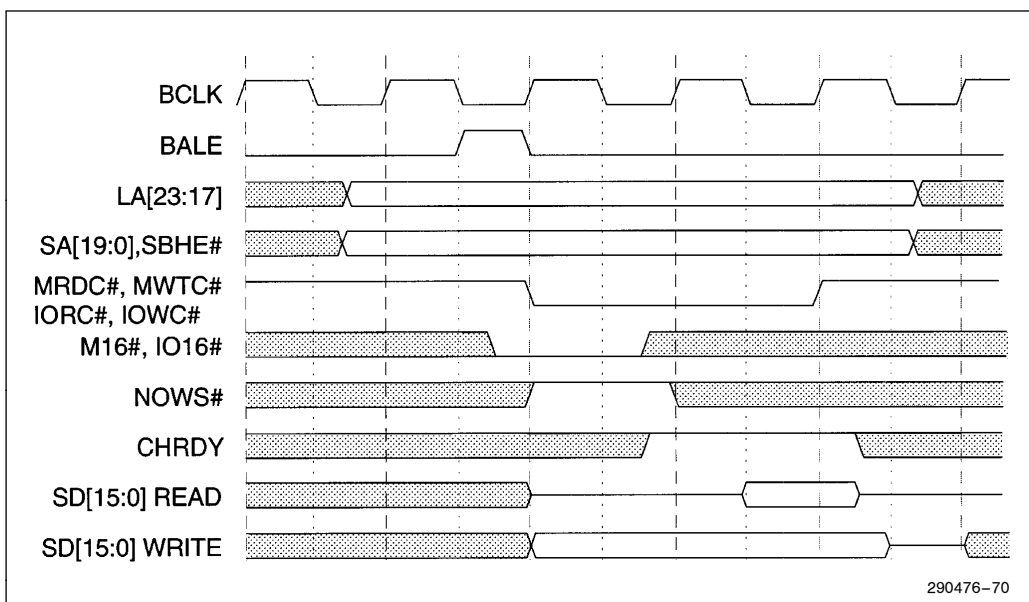 BCLK
BALE
LA[23:17]
SA[19:0],SBHE#
MRDC#, MWTC#
IORC#, IOWC#
M16#, IO16#
NOWS#
CHRDY
SD[15:0] READ
SD[15:0] WRITE
290476–70